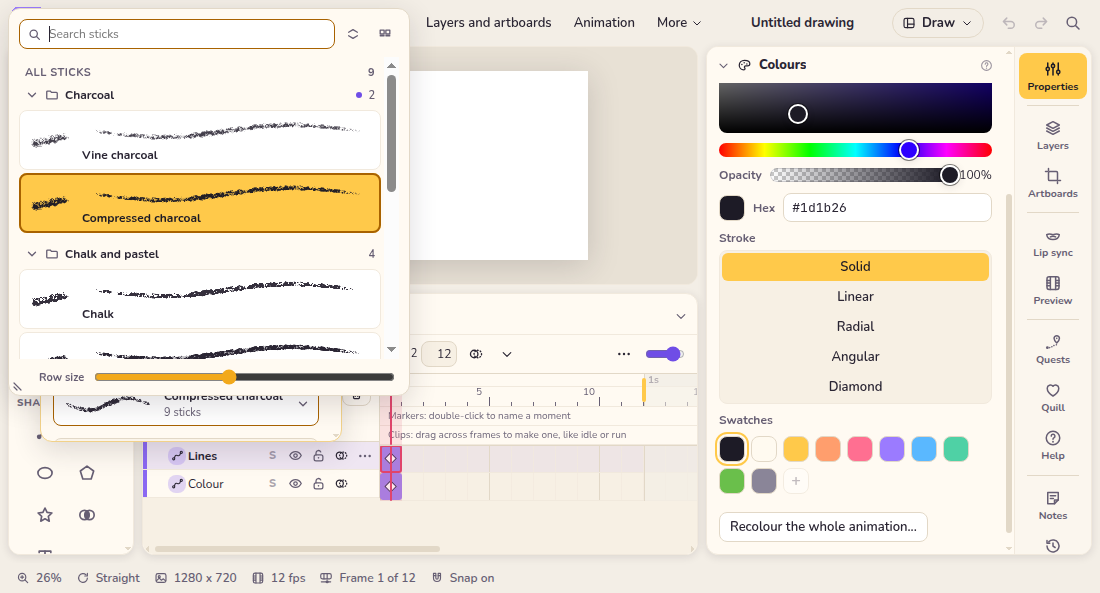 Search sticks
ALL STICKS 9
Charcoal 2
Vine charcoal
Compressed charcoal
Chalk and pastel 4
Chalk
Row size
Layers and artboards Animation More Untitled drawing Draw
Colours
Opacity 100%
Hex #1d1b26
Stroke
Solid
Linear
Radial
Angular
Diamond
Swatches
+
Recolour the whole animation...
Properties
Layers
Artboards
Lip sync
Preview
Quests
Quill
Help
Notes
2 12
5 10 1s
Compressed charcoal
9 sticks
Markers: double-click to name a moment
Clips: drag across frames to make one, like idle or run
Lines S
Colour S
26% Straight 1280 x 720 12 fps Frame 1 of 12 Snap on